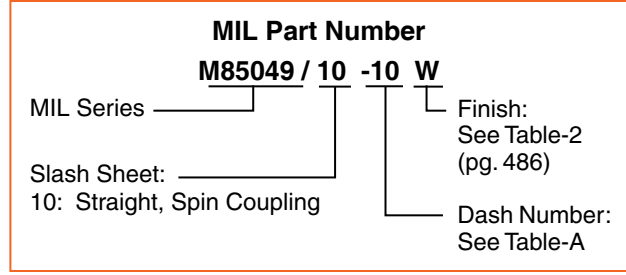 MIL Part Number
M85049 / 10 -10 W
MIL Series
Finish:
See Table-2
(pg. 486)
Slash Sheet:
10: Straight, Spin Coupling
Dash Number:
See Table-A